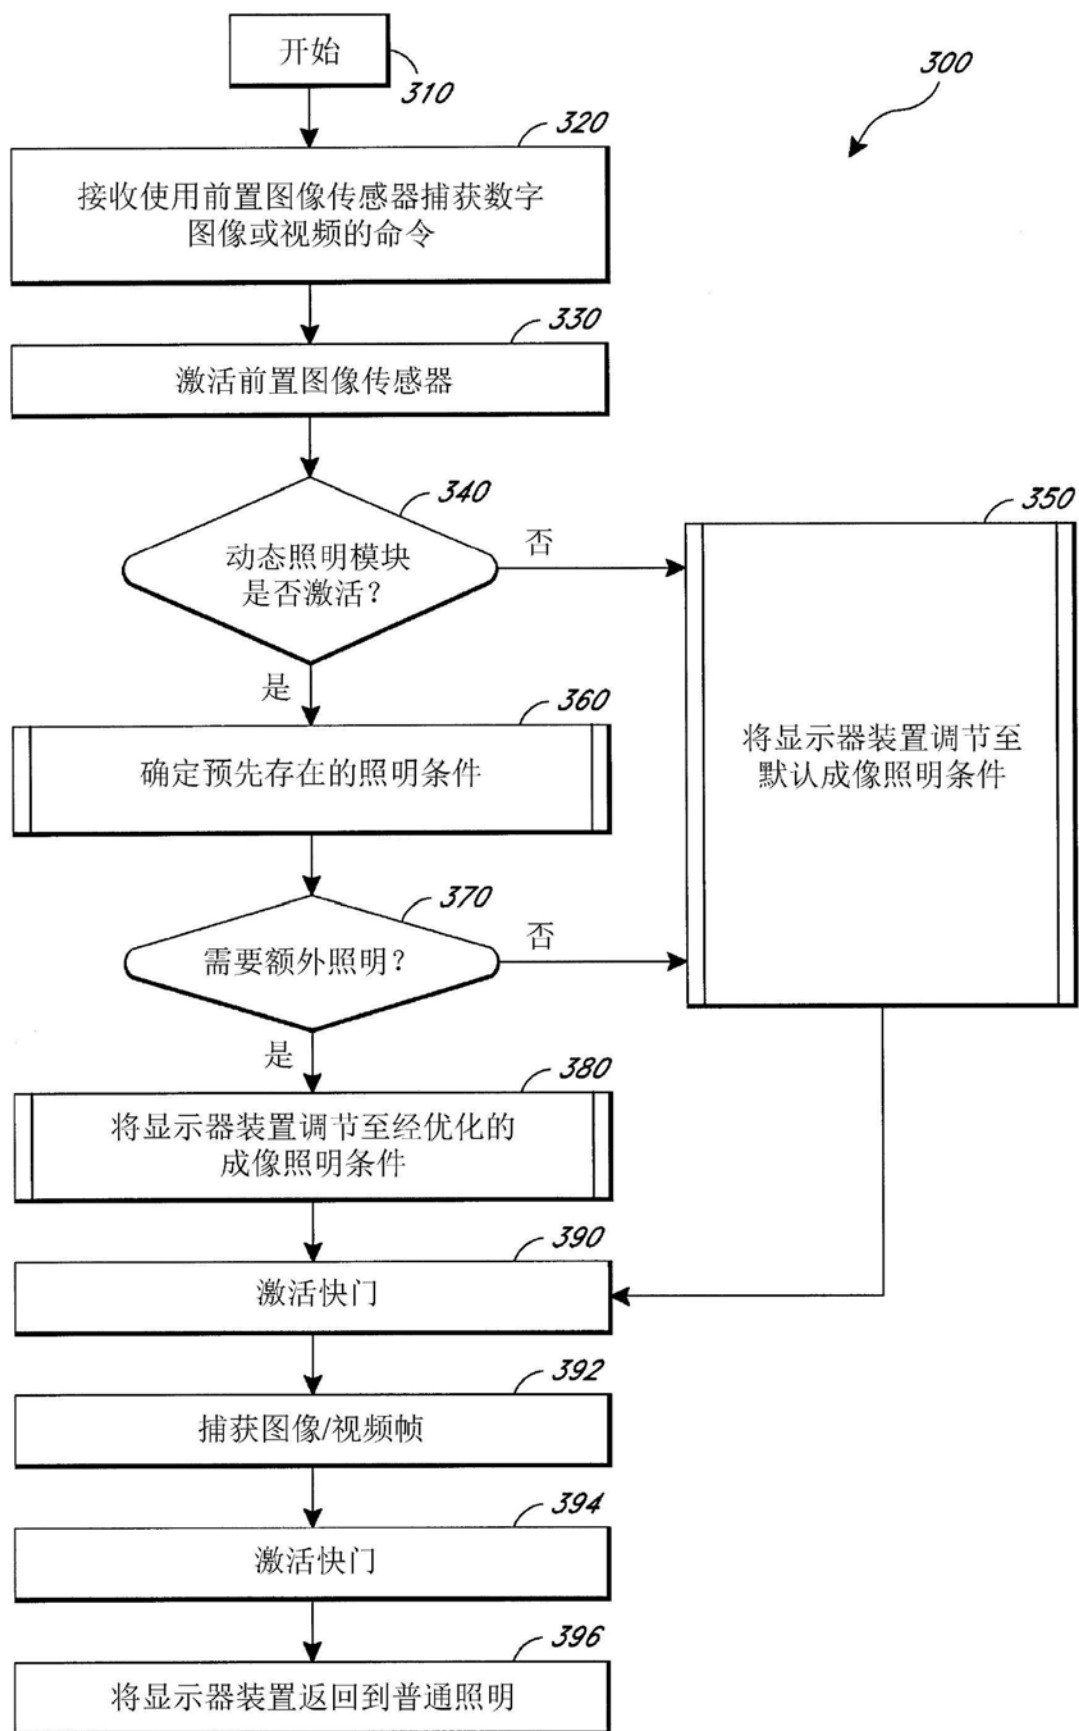 开始
310
300
320
接收使用前置图像传感器捕获数字
图像或视频的命令
330
激活前置图像传感器
340
动态照明模块
是否激活？
否
350
将显示器装置调节至
默认成像照明条件
是
360
确定预先存在的照明条件
370
需要额外照明？
否
是
380
将显示器装置调节至经优化的
成像照明条件
390
激活快门
392
捕获图像/视频帧
394
激活快门
396
将显示器装置返回到普通照明